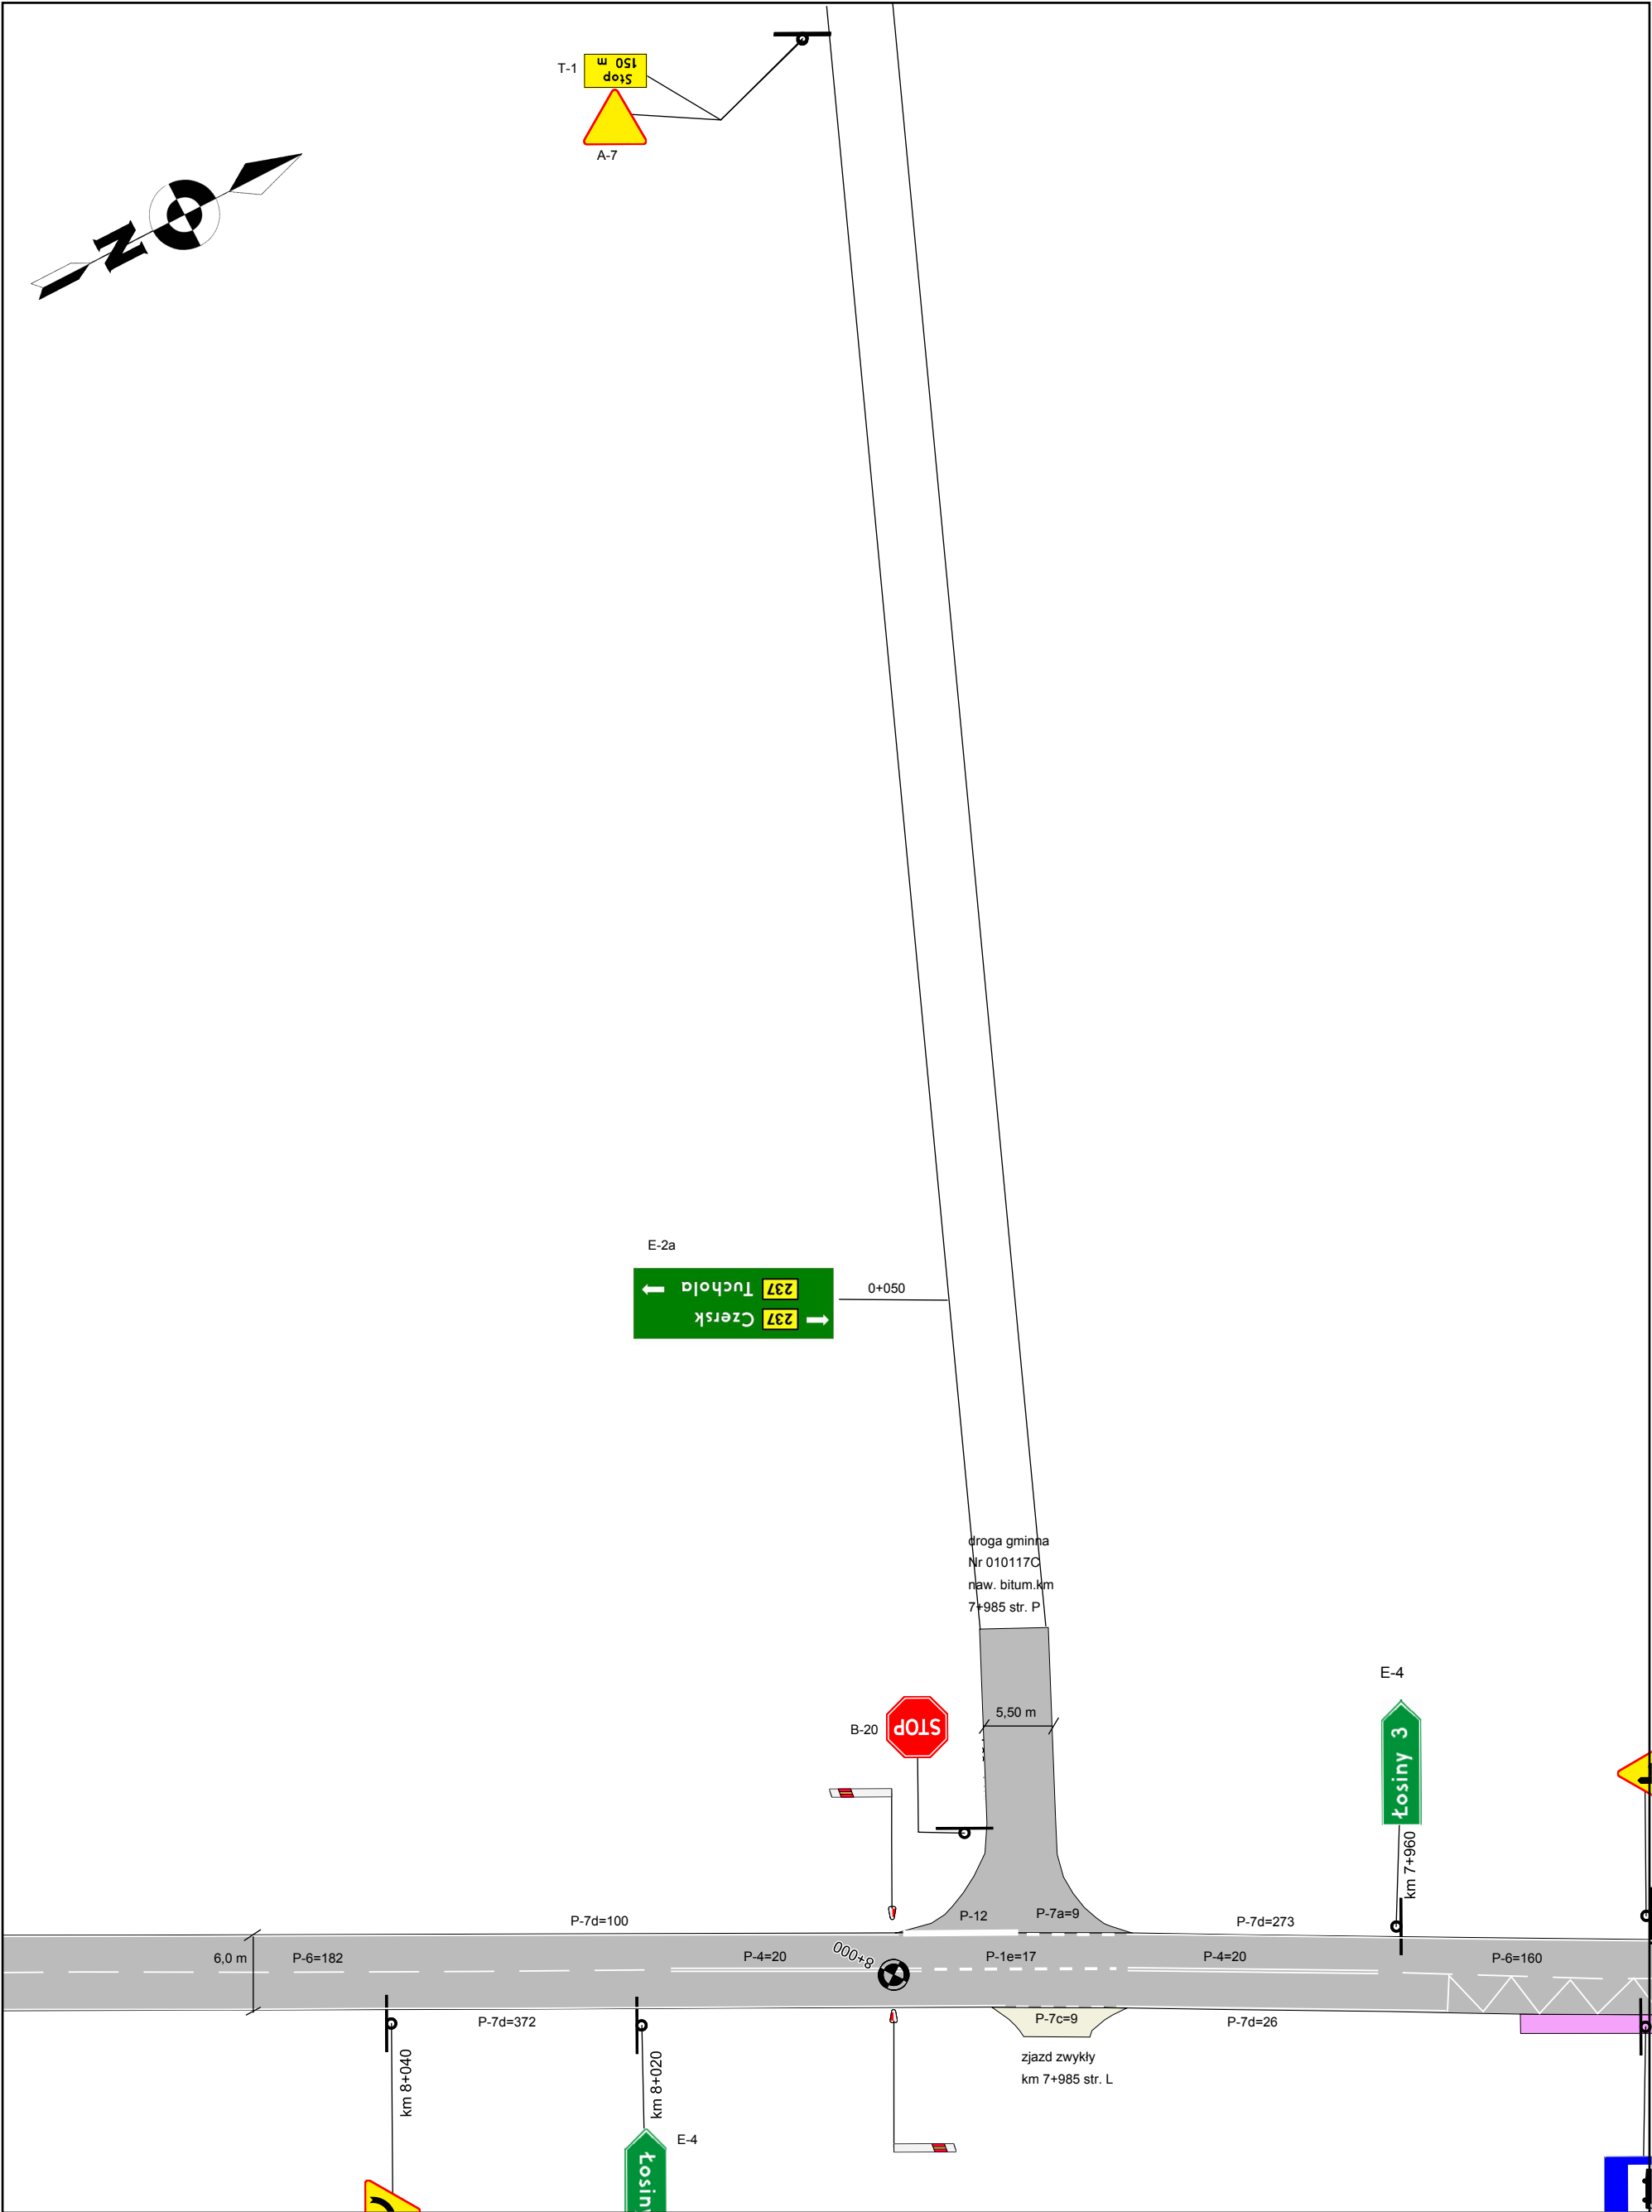 T-1
Stop
150 m
A-7
N
E-2a
Tuchola 237
Czersk 237
0+050
droga gminna
Nr 010117C
naw. bitum.km
7+985 str. P
E-4
Łosiny 3
km 7+960
B-20
STOP
5,50 m
P-7d=100
P-12
P-7a=9
P-7d=273
6,0 m
P-6=182
P-4=20
8+000
P-1e=17
P-4=20
P-6=160
P-7d=372
P-7c=9
P-7d=26
zjazd zwykły
km 7+985 str. L
km 8+040
km 8+020
E-4